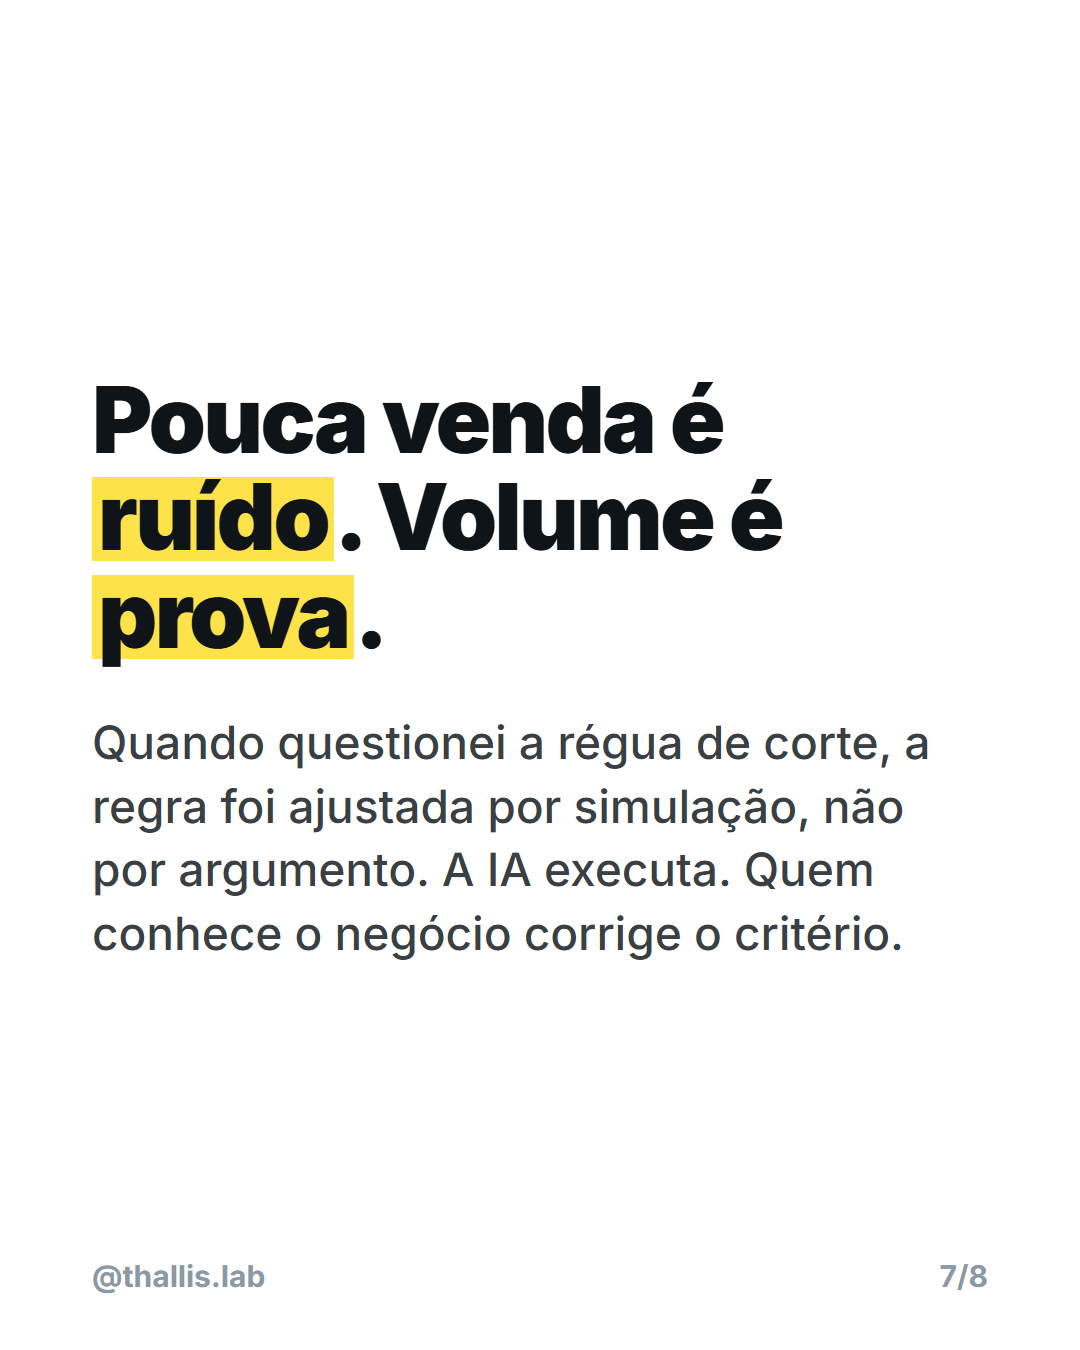 Pouca venda é
ruído. Volume é
prova.
Quando questionei a régua de corte, a
regra foi ajustada por simulação, não
por argumento. A IA executa. Quem
conhece o negócio corrige o critério.
@thallis.lab
7/8